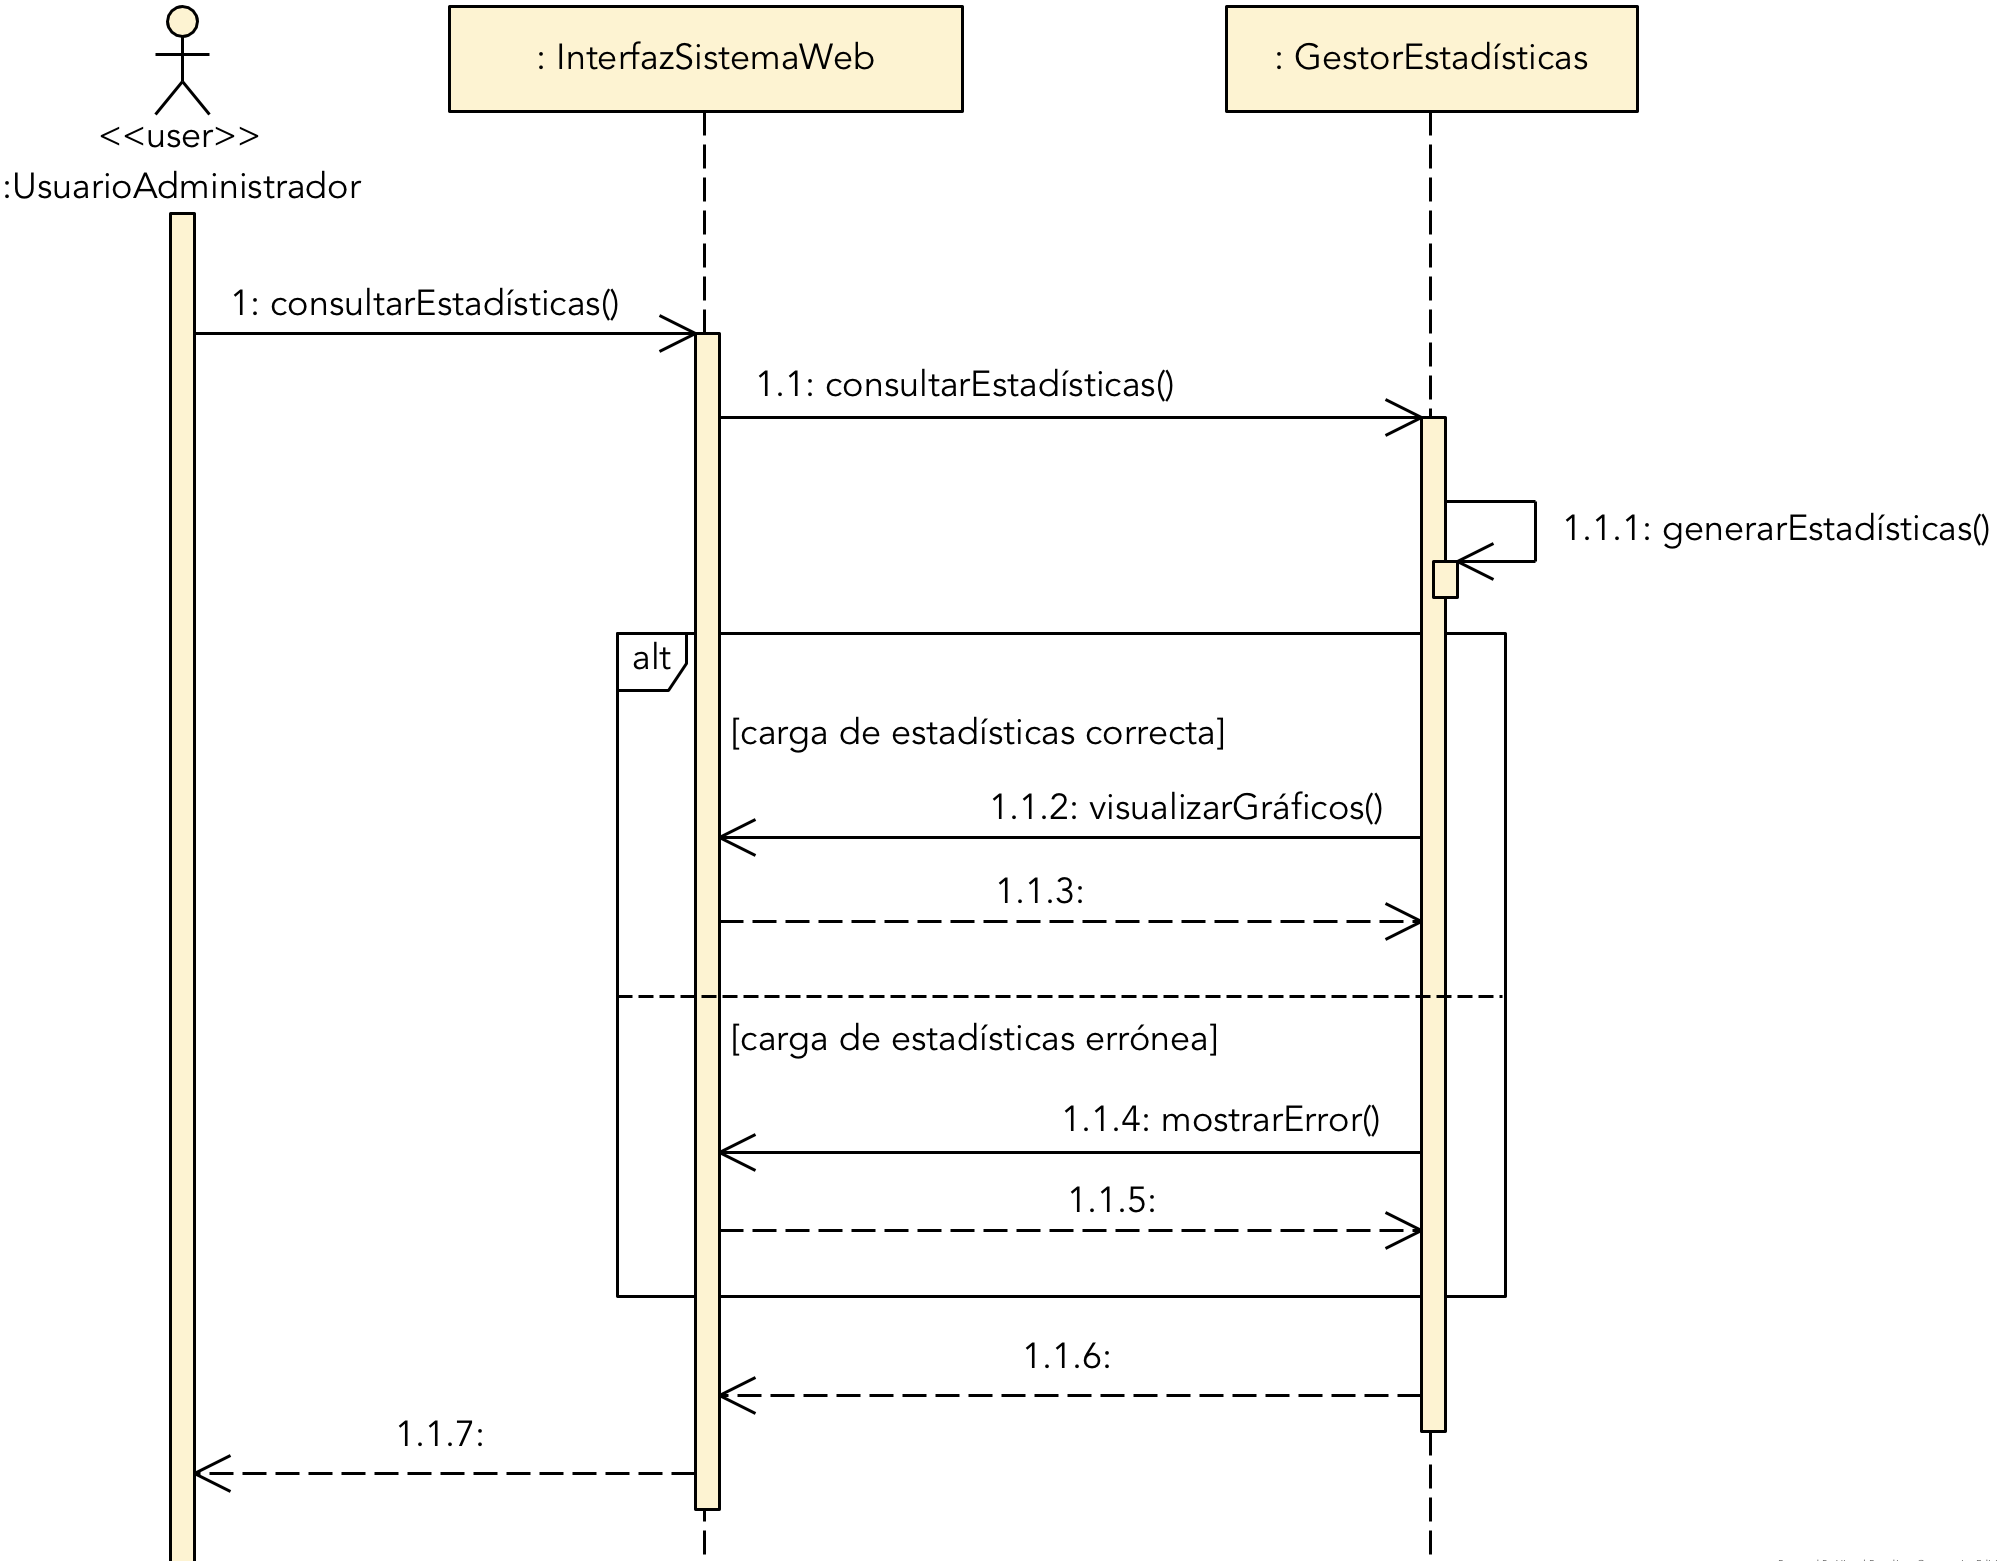 <<user>>
:UsuarioAdministrador
: InterfazSistemaWeb
: GestorEstadísticas
1: consultarEstadísticas()
1.1: consultarEstadísticas()
1.1.1: generarEstadísticas()
alt
[carga de estadísticas correcta]
1.1.2: visualizarGráficos()
1.1.3:
[carga de estadísticas errónea]
1.1.4: mostrarError()
1.1.5:
1.1.6:
1.1.7: